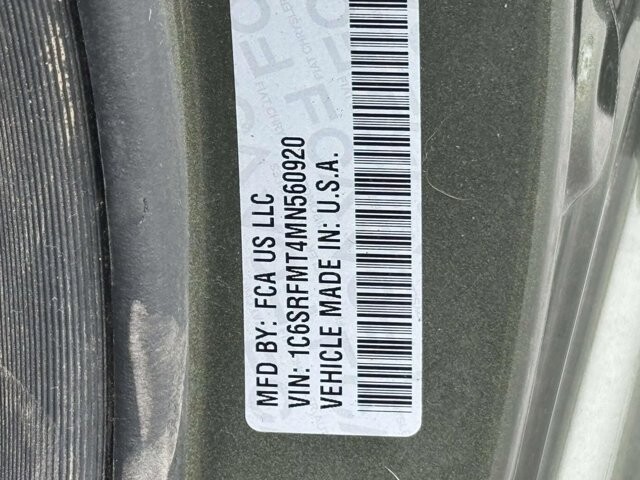 MFD BY: FCA US LLC
VIN: 1C6SRFMT4MN560920
VEHICLE MADE IN: U.S.A.